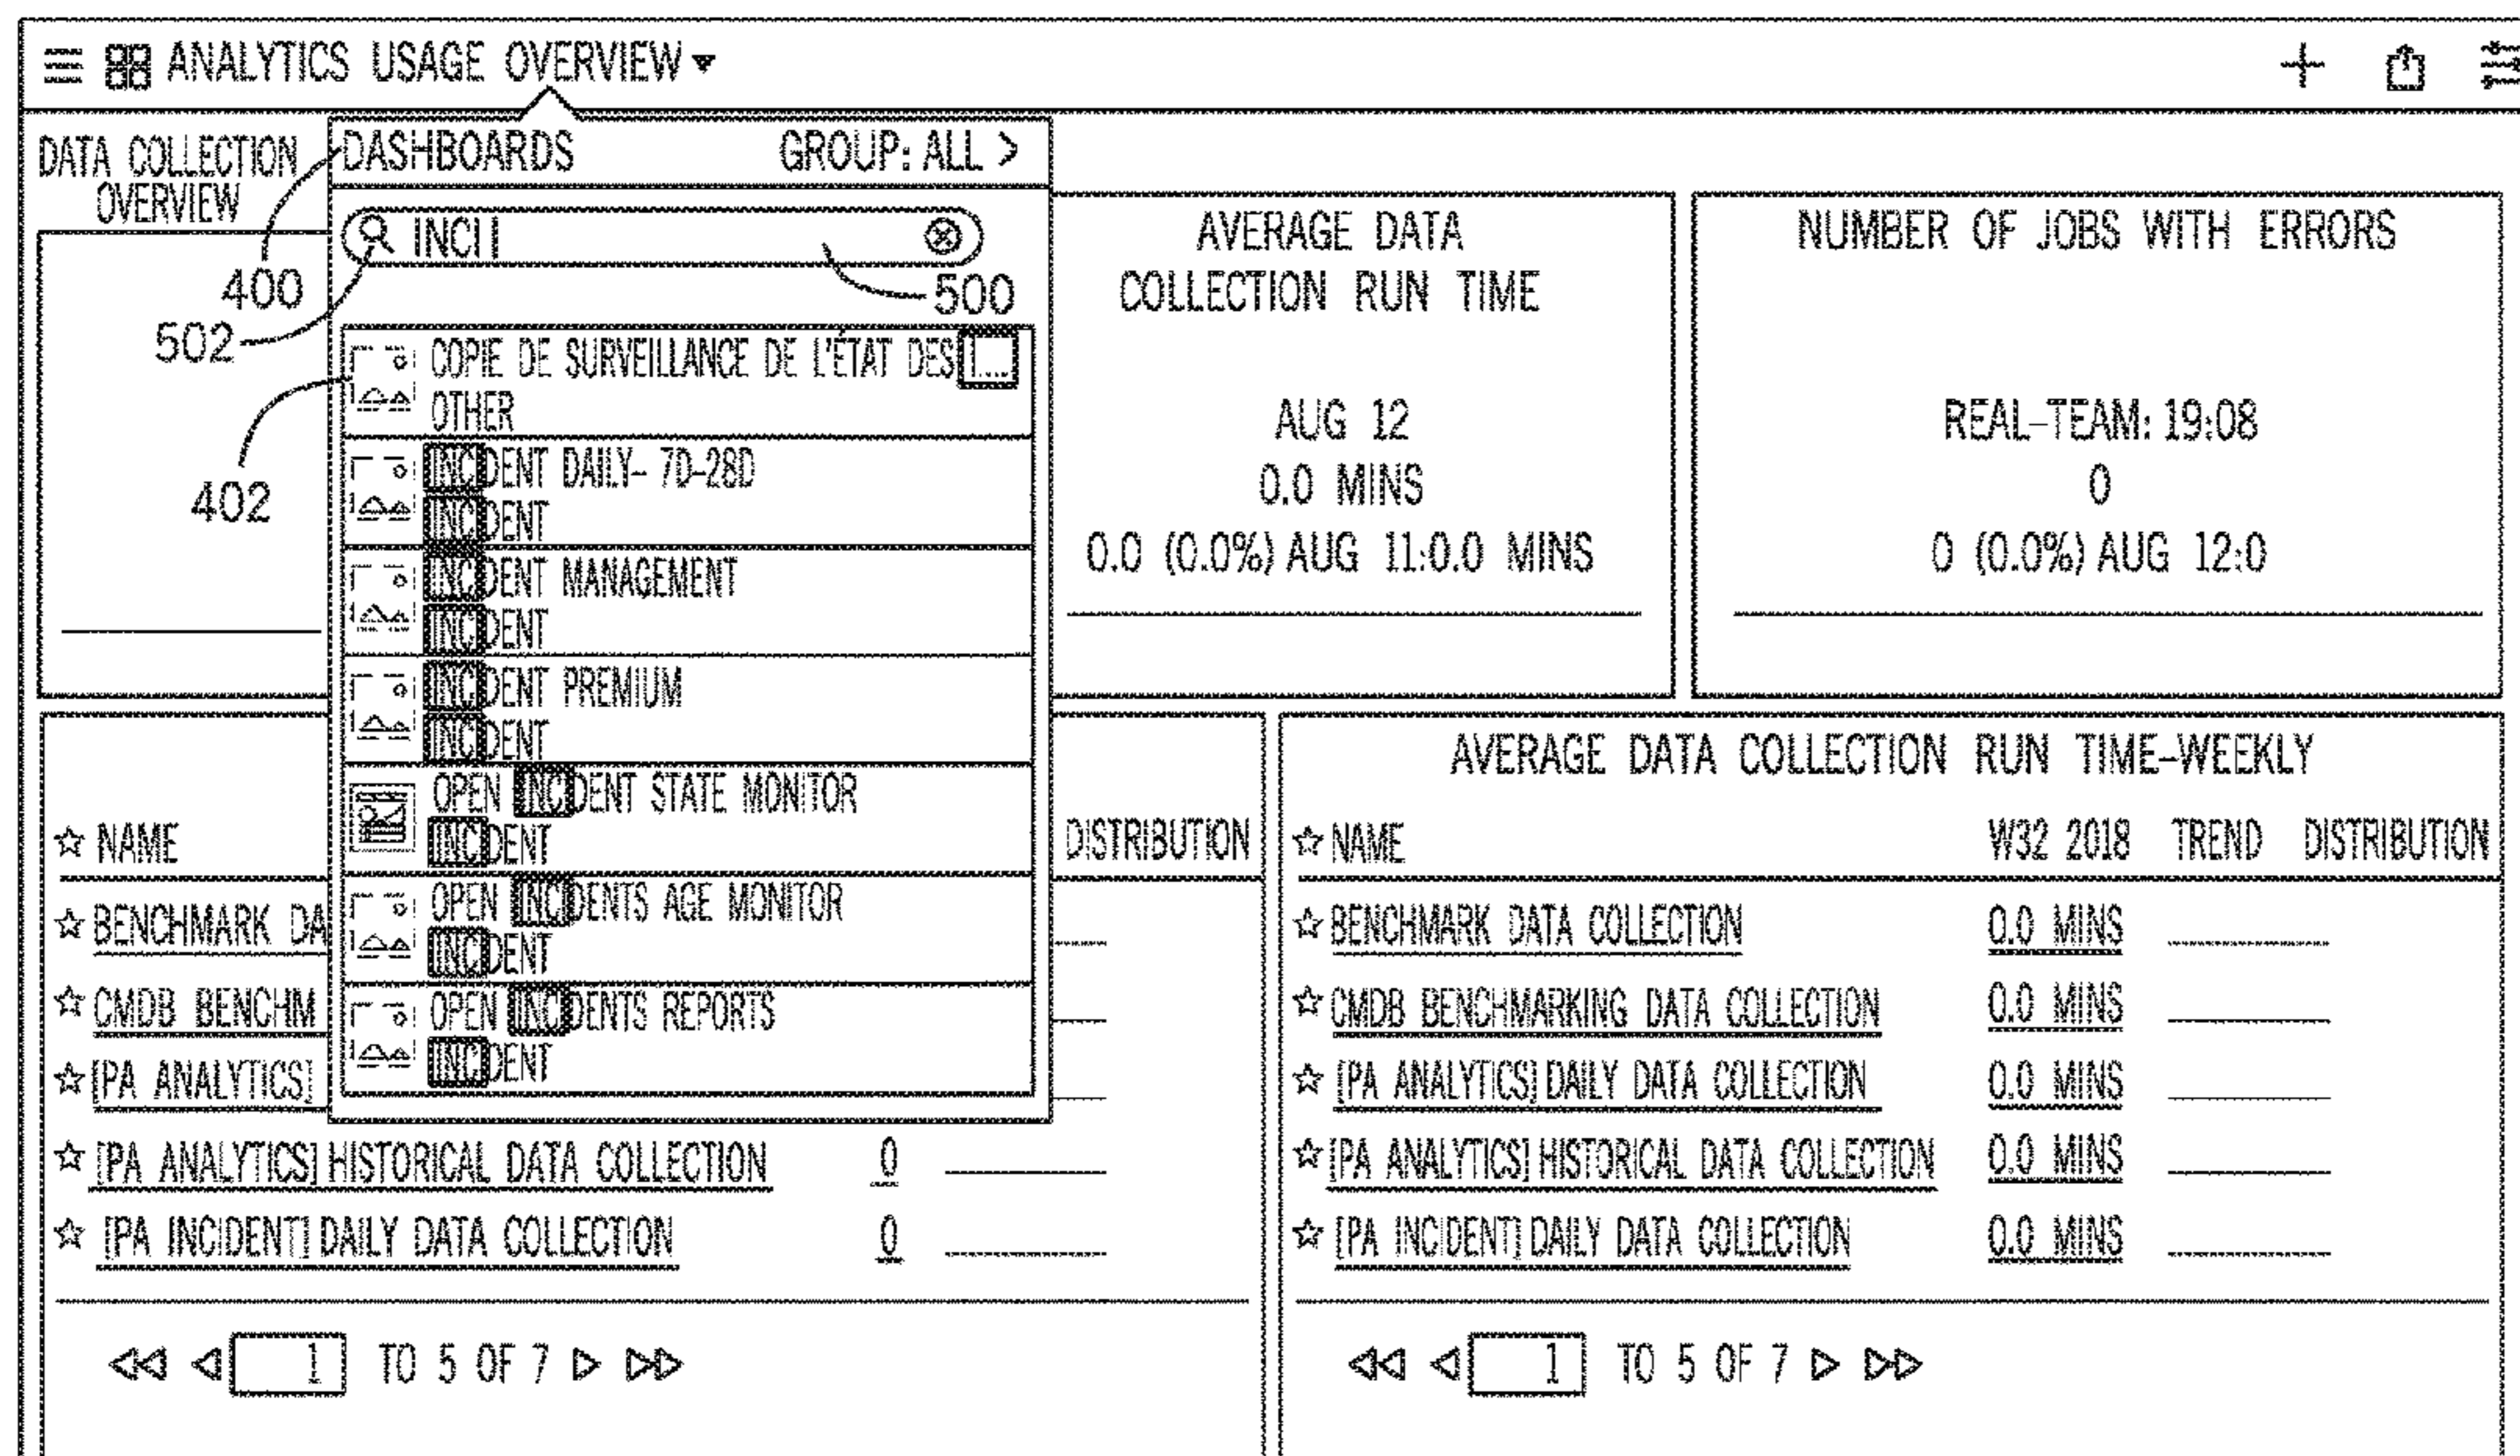 ANALYTICS USAGE OVERVIEW
DATA COLLECTION
OVERVIEW
DASHBOARDS GROUP: ALL >
INCI
400
502
500
402
COPIE DE SURVEILLANCE DE L'ÉTAT DES I...
OTHER
INCIDENT DAILY- 7D-28D
INCIDENT
INCIDENT MANAGEMENT
INCIDENT
INCIDENT PREMIUM
INCIDENT
OPEN INCIDENT STATE MONITOR
INCIDENT
OPEN INCIDENTS AGE MONITOR
INCIDENT
OPEN INCIDENTS REPORTS
INCIDENT
AVERAGE DATA
COLLECTION RUN TIME
AUG 12
0.0 MINS
0.0 (0.0%) AUG 11:0.0 MINS
NUMBER OF JOBS WITH ERRORS
REAL-TEAM: 19:08
0
0 (0.0%) AUG 12:0
NAME DISTRIBUTION
BENCHMARK DA
CMDB BENCHM
[PA ANALYTICS]
[PA ANALYTICS] HISTORICAL DATA COLLECTION 0
[PA INCIDENT] DAILY DATA COLLECTION 0
1 TO 5 OF 7
AVERAGE DATA COLLECTION RUN TIME-WEEKLY
NAME W32 2018 TREND DISTRIBUTION
BENCHMARK DATA COLLECTION 0.0 MINS
CMDB BENCHMARKING DATA COLLECTION 0.0 MINS
[PA ANALYTICS] DAILY DATA COLLECTION 0.0 MINS
[PA ANALYTICS] HISTORICAL DATA COLLECTION 0.0 MINS
[PA INCIDENT] DAILY DATA COLLECTION 0.0 MINS
1 TO 5 OF 7